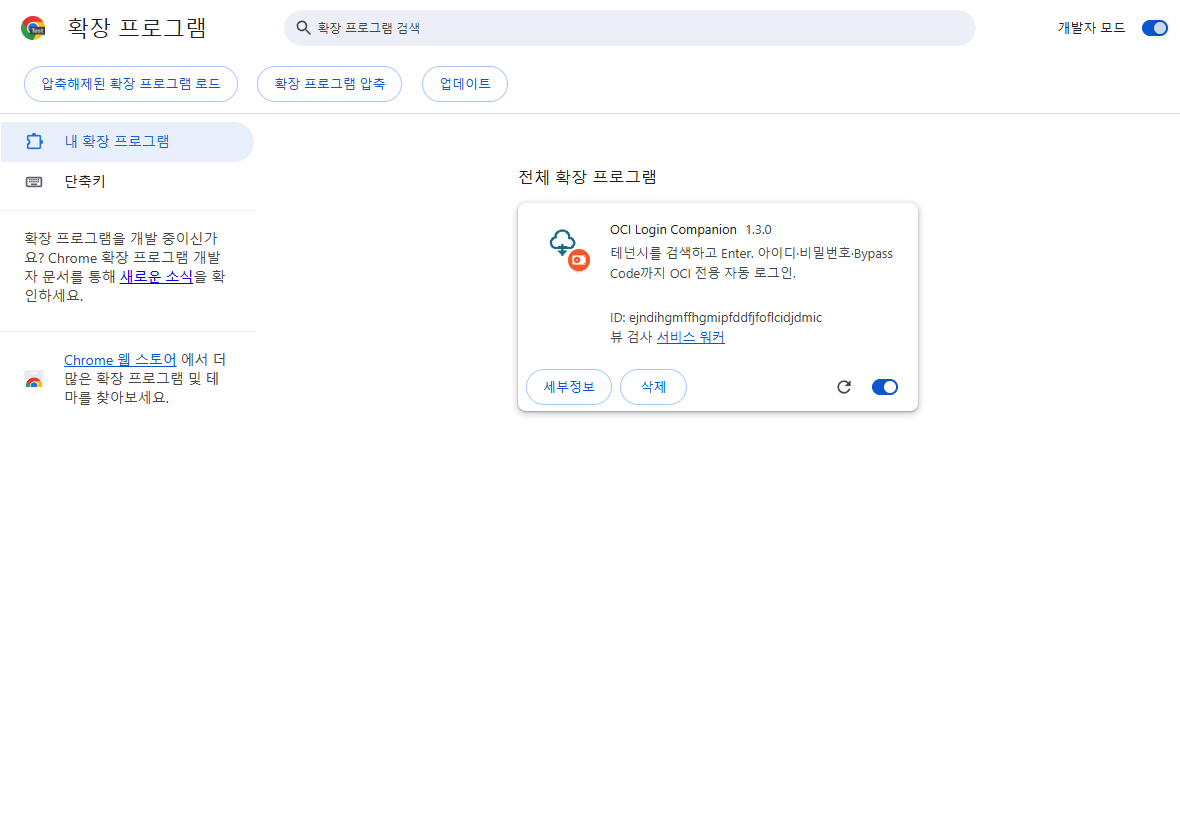 Test
확장 프로그램
확장 프로그램 검색
개발자 모드
압축해제된 확장 프로그램 로드
확장 프로그램 압축
업데이트
내 확장 프로그램
단축키
확장 프로그램을 개발 중이신가
요? Chrome 확장 프로그램 개발
자 문서를 통해 새로운 소식을 확
인하세요.
Chrome 웹 스토어 에서 더
많은 확장 프로그램 및 테
마를 찾아보세요.
전체 확장 프로그램
OCI Login Companion 1.3.0
테넌시를 검색하고 Enter. 아이디·비밀번호·Bypass
Code까지 OCI 전용 자동 로그인.
ID: ejndihgmffhgmipfddfjfoflcidjdmic
뷰 검사 서비스 워커
세부정보
삭제